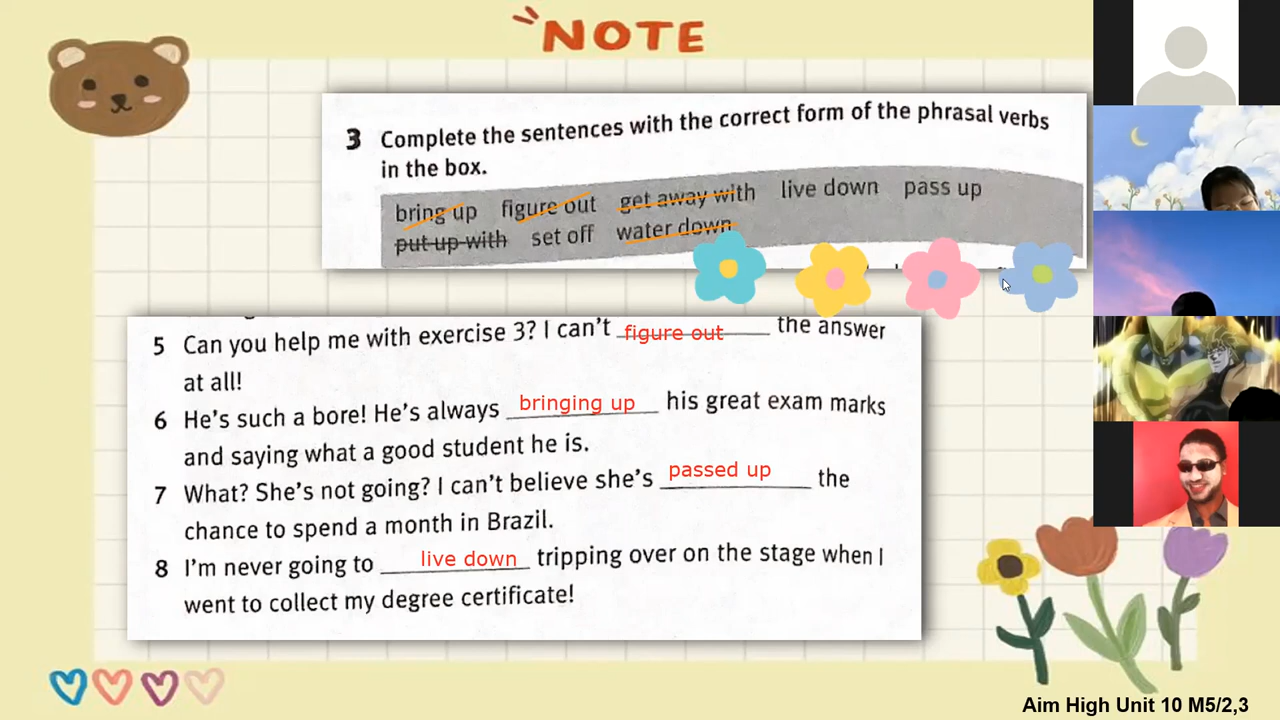 NOTE
3 Complete the sentences with the correct form of the phrasal verbs
in the box.
bring up figure out get away with live down pass up
put up with set off water down
5 Can you help me with exercise 3? I can't figure out the answer
at all!
6 He's such a bore! He's always bringing up his great exam marks
and saying what a good student he is.
7 What? She's not going? I can't believe she's passed up the
chance to spend a month in Brazil.
8 I'm never going to live down tripping over on the stage when I
went to collect my degree certificate!
Aim High Unit 10 M5/2,3